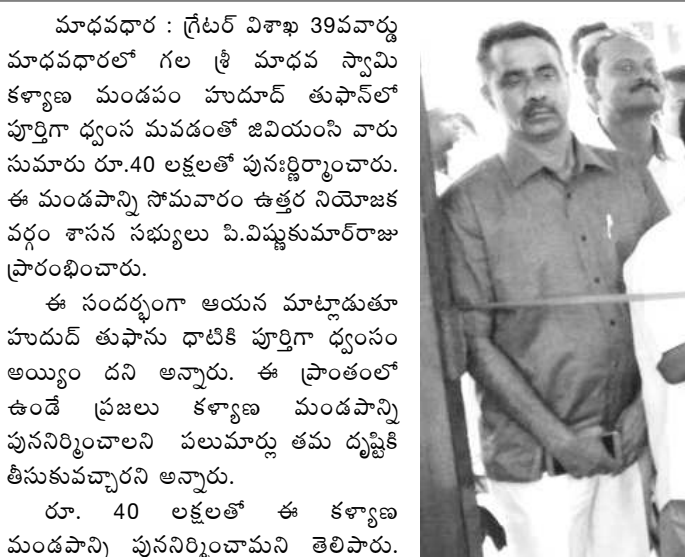 మాధవధార : గ్రేటర్ విశాఖ 39వవార్డు
మాధవధారలో గల శ్రీ మాధవ స్వామి
కళ్యాణ మండపం హుదూద్ తుఫాన్‌లో
పూర్తిగా ధ్వంస మవడంతో జివియంసి వారు
సుమారు రూ.40 లక్షలతో పునఃర్ణిర్మాంచారు.
ఈ మండపాన్ని సోమవారం ఉత్తర నియోజక
వర్గం శాసన సభ్యులు పి.విష్ణుకుమార్‌రాజు
ప్రారంభించారు.
ఈ సందర్భంగా ఆయన మాట్లాడుతూ
హుదుద్ తుఫాను ధాటికి పూర్తిగా ధ్వంసం
అయ్యిం దని అన్నారు. ఈ ప్రాంతంలో
ఉండే ప్రజలు కళ్యాణ మండపాన్ని
పుననిర్మించాలని పలుమార్లు తమ దృష్టికి
తీసుకువచ్చారని అన్నారు.
రూ. 40 లక్షలతో ఈ కళ్యాణ
మండపాన్ని పుననిర్మించామని తెలిపారు.